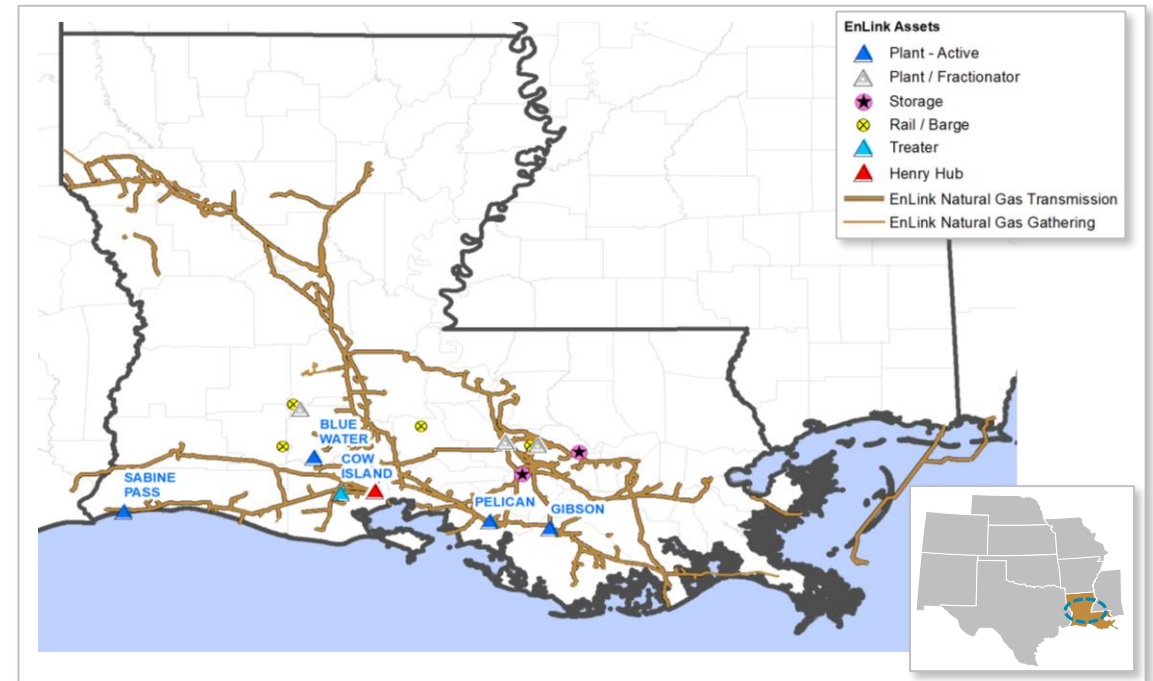 EnLink Assets
Plant - Active
Plant / Fractionator
Storage
Rail / Barge
Treater
Henry Hub
EnLink Natural Gas Transmission
EnLink Natural Gas Gathering
BLUE
WATER
COW
ISLAND
SABINE
PASS
PELICAN
GIBSON